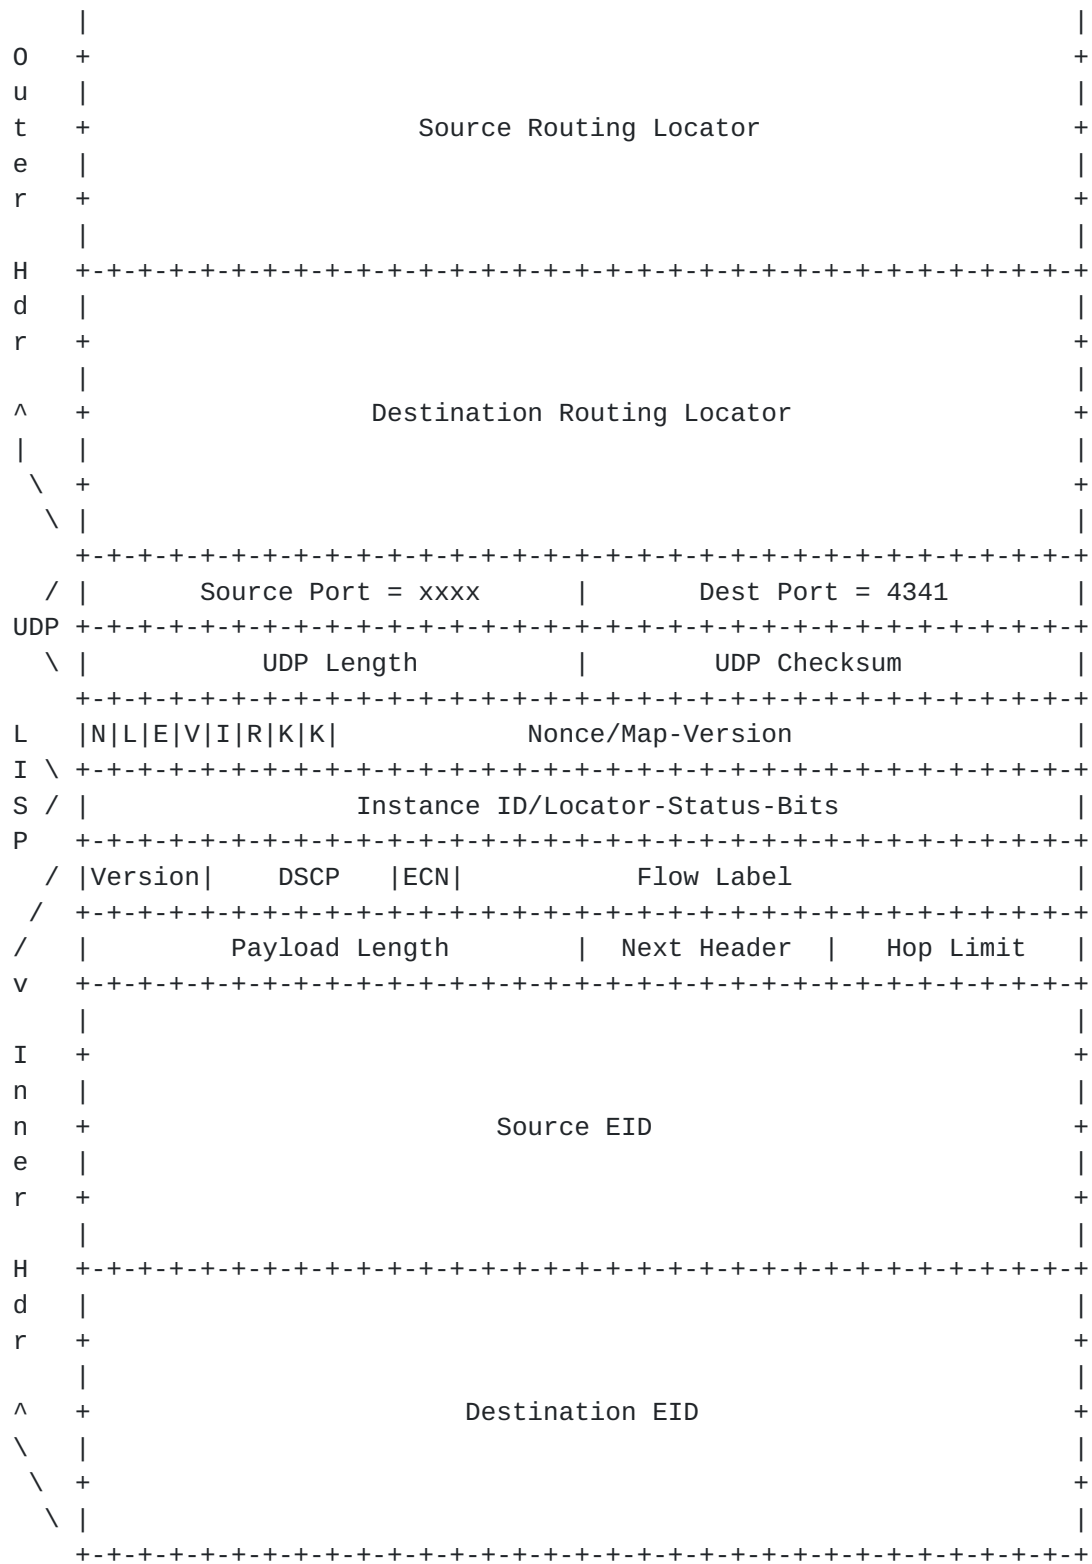 |                                                               |
O   +                                                               +
u   |                                                               |
t   +                     Source Routing Locator                    +
e   |                                                               |
r   +                                                               +
    |                                                               |
H   +-+-+-+-+-+-+-+-+-+-+-+-+-+-+-+-+-+-+-+-+-+-+-+-+-+-+-+-+-+-+-+-+
d   |                                                               |
r   +                                                               +
    |                                                               |
^   +                  Destination Routing Locator                  +
|   |                                                               |
 \  +                                                               +
  \ |                                                               |
    +-+-+-+-+-+-+-+-+-+-+-+-+-+-+-+-+-+-+-+-+-+-+-+-+-+-+-+-+-+-+-+-+
  / |       Source Port = xxxx      |       Dest Port = 4341        |
UDP +-+-+-+-+-+-+-+-+-+-+-+-+-+-+-+-+-+-+-+-+-+-+-+-+-+-+-+-+-+-+-+-+
  \ |           UDP Length          |        UDP Checksum           |
    +-+-+-+-+-+-+-+-+-+-+-+-+-+-+-+-+-+-+-+-+-+-+-+-+-+-+-+-+-+-+-+-+
L   |N|L|E|V|I|R|K|K|            Nonce/Map-Version                  |
I \ +-+-+-+-+-+-+-+-+-+-+-+-+-+-+-+-+-+-+-+-+-+-+-+-+-+-+-+-+-+-+-+-+
S / |                 Instance ID/Locator-Status-Bits               |
P   +-+-+-+-+-+-+-+-+-+-+-+-+-+-+-+-+-+-+-+-+-+-+-+-+-+-+-+-+-+-+-+-+
  / |Version|    DSCP   |ECN|           Flow Label                  |
 /  +-+-+-+-+-+-+-+-+-+-+-+-+-+-+-+-+-+-+-+-+-+-+-+-+-+-+-+-+-+-+-+-+
/   |         Payload Length        |  Next Header  |   Hop Limit   |
v   +-+-+-+-+-+-+-+-+-+-+-+-+-+-+-+-+-+-+-+-+-+-+-+-+-+-+-+-+-+-+-+-+
    |                                                               |
I   +                                                               +
n   |                                                               |
n   +                          Source EID                           +
e   |                                                               |
r   +                                                               +
    |                                                               |
H   +-+-+-+-+-+-+-+-+-+-+-+-+-+-+-+-+-+-+-+-+-+-+-+-+-+-+-+-+-+-+-+-+
d   |                                                               |
r   +                                                               +
    |                                                               |
^   +                        Destination EID                        +
\   |                                                               |
 \  +                                                               +
  \ |                                                               |
    +-+-+-+-+-+-+-+-+-+-+-+-+-+-+-+-+-+-+-+-+-+-+-+-+-+-+-+-+-+-+-+-+